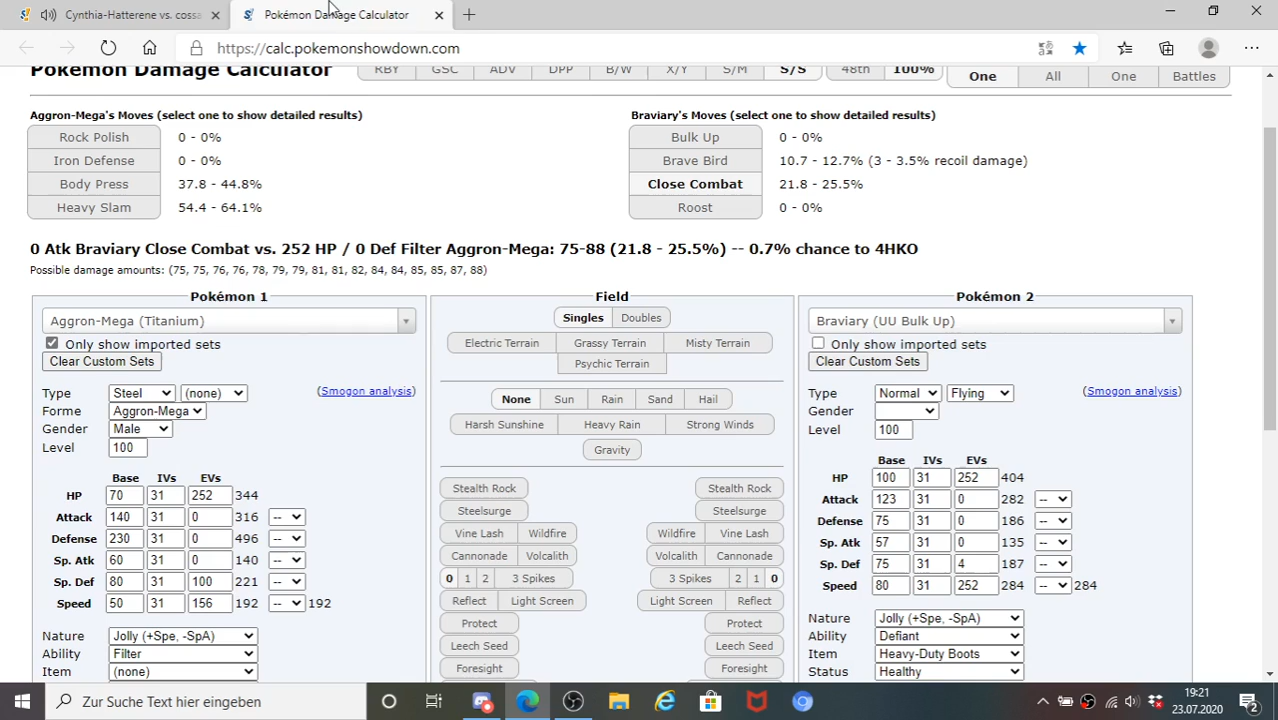 Cynthia-Hatterene vs. cossa
Pokémon Damage Calculator
https://calc.pokemonshowdown.com
Pokémon Damage Calculator RBY GSC ADV DPP B/W X/Y S/M S/S 48th 100% One All One Battles
Aggron-Mega's Moves (select one to show detailed results)
Rock Polish 0 - 0%
Iron Defense 0 - 0%
Body Press 37.8 - 44.8%
Heavy Slam 54.4 - 64.1%
Braviary's Moves (select one to show detailed results)
Bulk Up 0 - 0%
Brave Bird 10.7 - 12.7% (3 - 3.5% recoil damage)
Close Combat 21.8 - 25.5%
Roost 0 - 0%
0 Atk Braviary Close Combat vs. 252 HP / 0 Def Filter Aggron-Mega: 75-88 (21.8 - 25.5%) -- 0.7% chance to 4HKO
Possible damage amounts: (75, 75, 76, 76, 78, 79, 79, 81, 81, 82, 84, 84, 85, 85, 87, 88)
Pokémon 1
Aggron-Mega (Titanium)
Only show imported sets
Clear Custom Sets
Type Steel (none) (Smogon analysis)
Forme Aggron-Mega
Gender Male
Level 100
Base IVs EVs
HP 70 31 252 344
Attack 140 31 0 316 --
Defense 230 31 0 496 --
Sp. Atk 60 31 0 140 --
Sp. Def 80 31 100 221 --
Speed 50 31 156 192 -- 192
Nature Jolly (+Spe, -SpA)
Ability Filter
Item (none)
Field
Singles Doubles
Electric Terrain Grassy Terrain Misty Terrain
Psychic Terrain
None Sun Rain Sand Hail
Harsh Sunshine Heavy Rain Strong Winds
Gravity
Stealth Rock Stealth Rock
Steelsurge Steelsurge
Vine Lash Wildfire Wildfire Vine Lash
Cannonade Volcalith Volcalith Cannonade
0 1 2 3 Spikes 3 Spikes 2 1 0
Reflect Light Screen Light Screen Reflect
Protect Protect
Leech Seed Leech Seed
Foresight Foresight
Pokémon 2
Braviary (UU Bulk Up)
Only show imported sets
Clear Custom Sets
Type Normal Flying (Smogon analysis)
Gender
Level 100
Base IVs EVs
HP 100 31 252 404
Attack 123 31 0 282 --
Defense 75 31 0 186 --
Sp. Atk 57 31 0 135 --
Sp. Def 75 31 4 187 --
Speed 80 31 252 284 -- 284
Nature Jolly (+Spe, -SpA)
Ability Defiant
Item Heavy-Duty Boots
Status Healthy
Zur Suche Text hier eingeben
19:21
23.07.2020
2